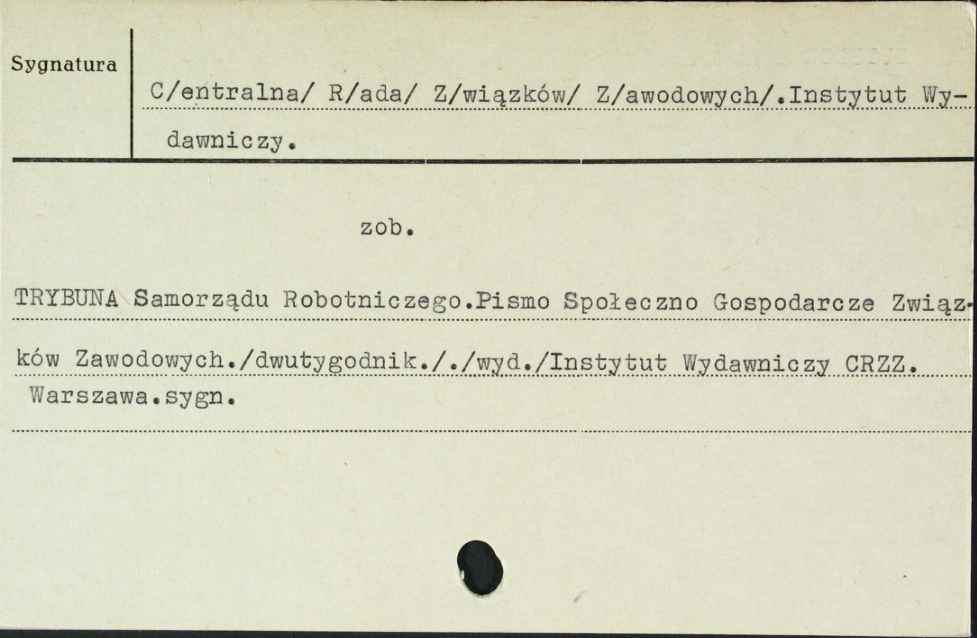 Sygnatura
C/entralna/ R/ada/ Z/wiązków/ Z/awodowych/.Instytut Wy-
dawniczy.
zob.
TRYBUNA Samorządu Robotniczego.Pismo Społeczno Gospodarcze Związ-
ków Zawodowych./dwutygodnik././wyd./Instytut Wydawniczy CRZZ.
Warszawa.sygn.